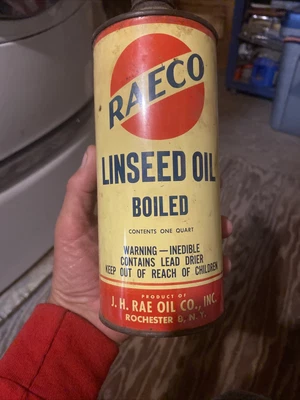 RAECO
LINSEED OIL
BOILED
CONTENTS ONE QUART
WARNING — INEDIBLE
CONTAINS LEAD DRIER
KEEP OUT OF REACH OF CHILDREN
PRODUCT OF
J. H. RAE OIL CO., INC.
ROCHESTER 8, N. Y.